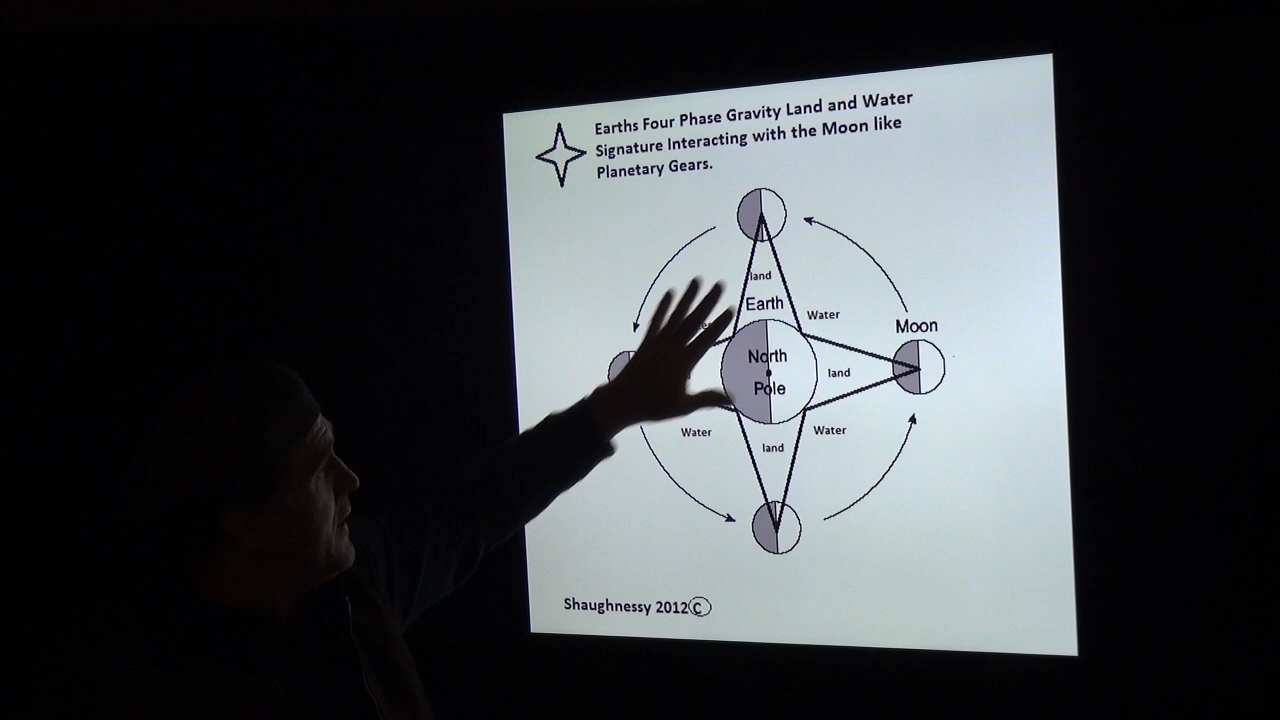 Earths Four Phase Gravity Land and Water
Signature Interacting with the Moon like
Planetary Gears.
land
Earth
Water
Moon
North
land
Pole
Water
Water
land
Shaughnessy 2012 C